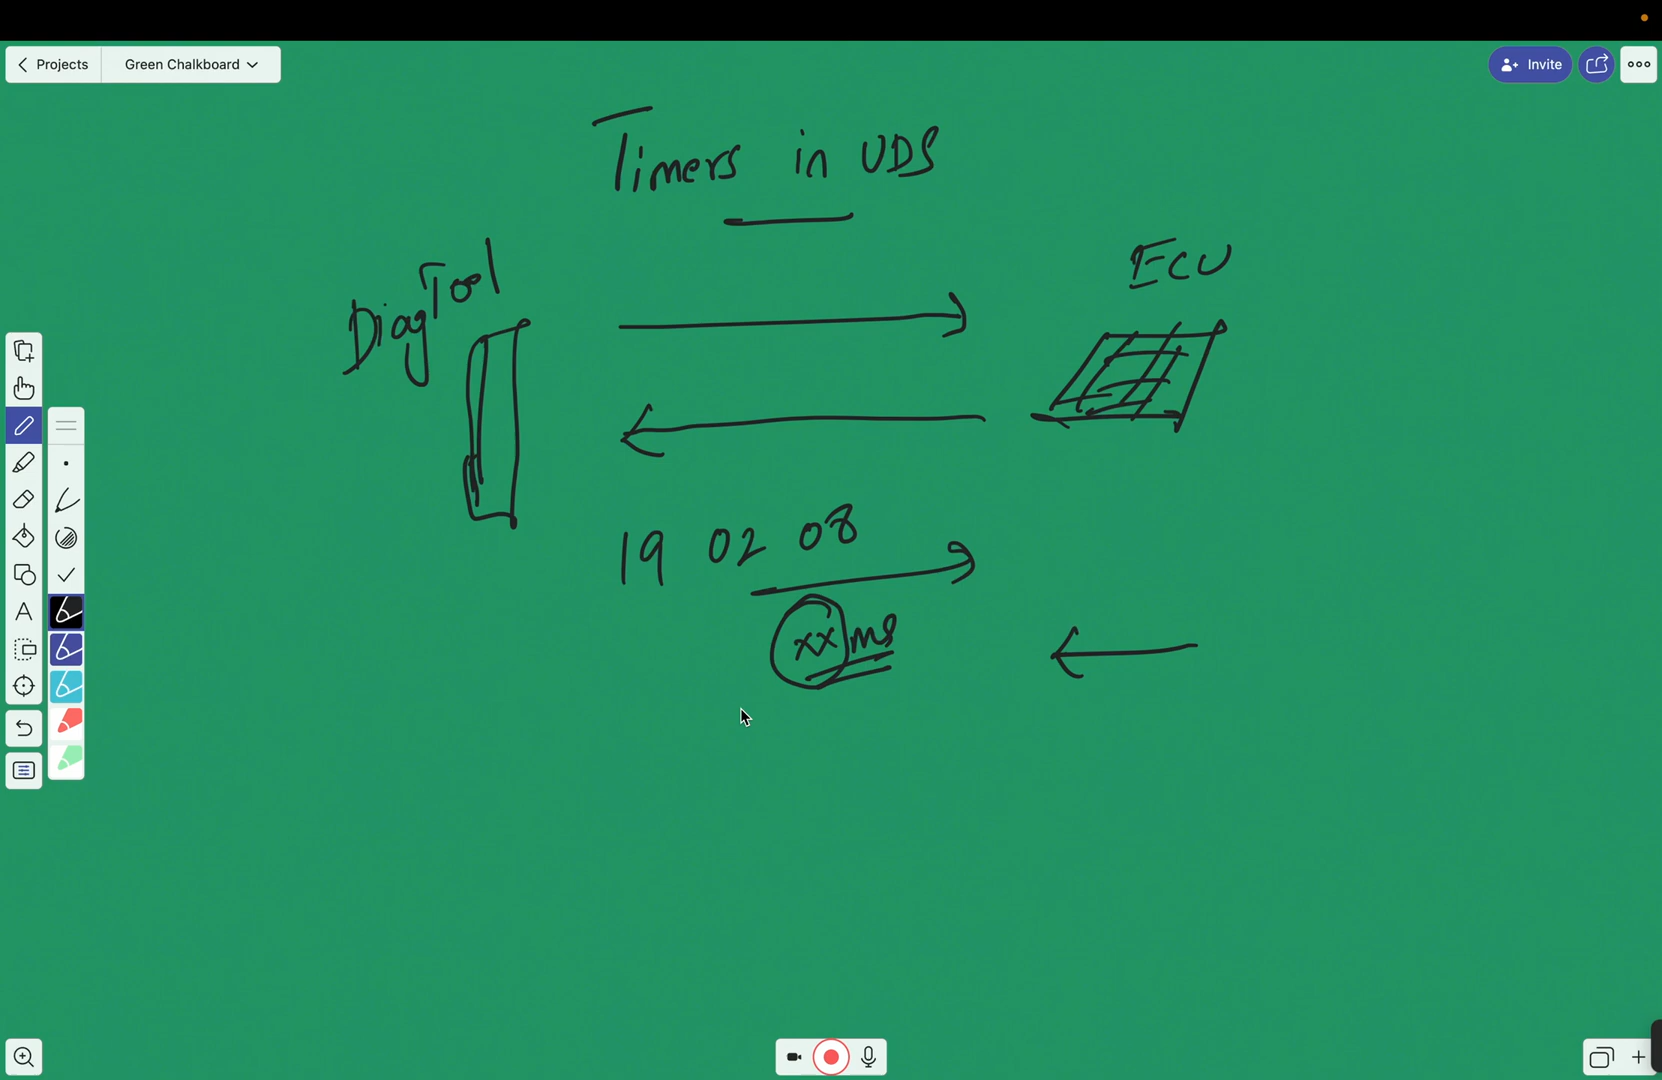 Projects
Green Chalkboard
Invite
Timers in UDS
DiagTool
ECU
19 02 08
xx ms